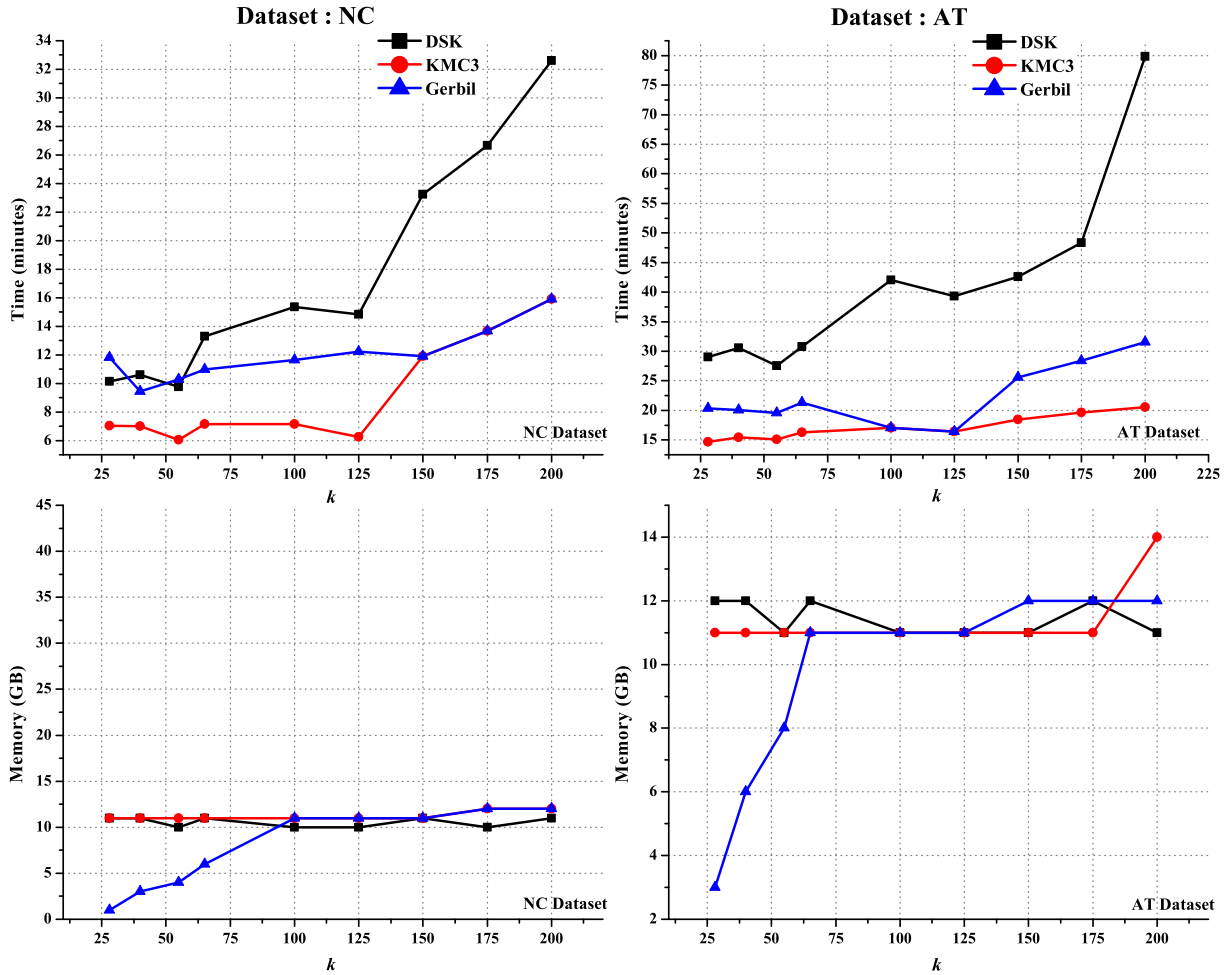 Dataset : NC
DSK
KMC3
Gerbil
34
32
30
28
26
24
22
20
18
16
14
12
10
8
6
Time (minutes)
NC Dataset
25 50 75 100 125 150 175 200
k
Dataset : AT
DSK
KMC3
Gerbil
80
75
70
65
60
55
50
45
40
35
30
25
20
15
Time (minutes)
AT Dataset
25 50 75 100 125 150 175 200 225
k
45
40
35
30
25
20
15
10
5
0
Memory (GB)
NC Dataset
25 50 75 100 125 150 175 200
k
14
12
10
8
6
4
2
Memory (GB)
AT Dataset
25 50 75 100 125 150 175 200
k